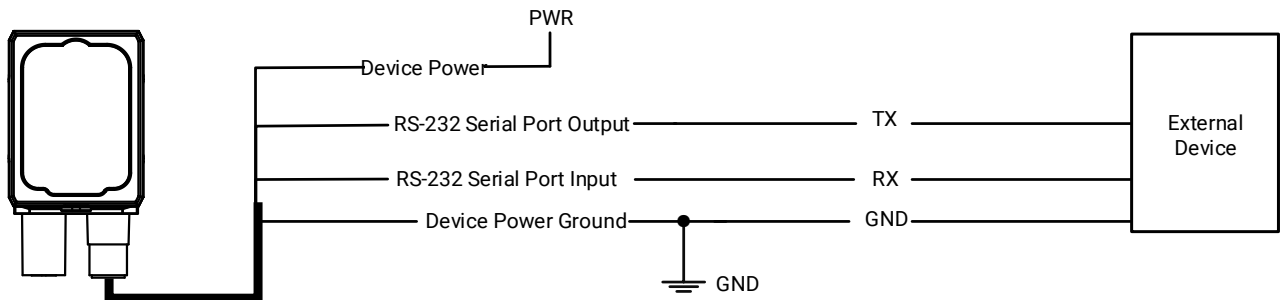 PWR
Device Power
RS-232 Serial Port Output
TX
External
Device
RS-232 Serial Port Input
RX
Device Power Ground
GND
GND